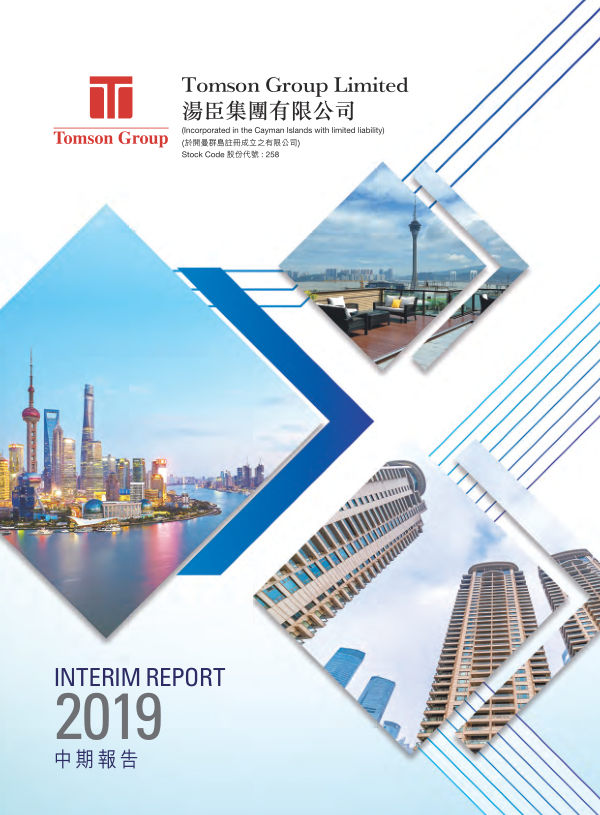 Tomson Group
Tomson Group Limited
湯臣集團有限公司
(Incorporated in the Cayman Islands with limited liability)
(於開曼群島註冊成立之有限公司)
Stock Code 股份代號 : 258
INTERIM REPORT
2019
中期報告